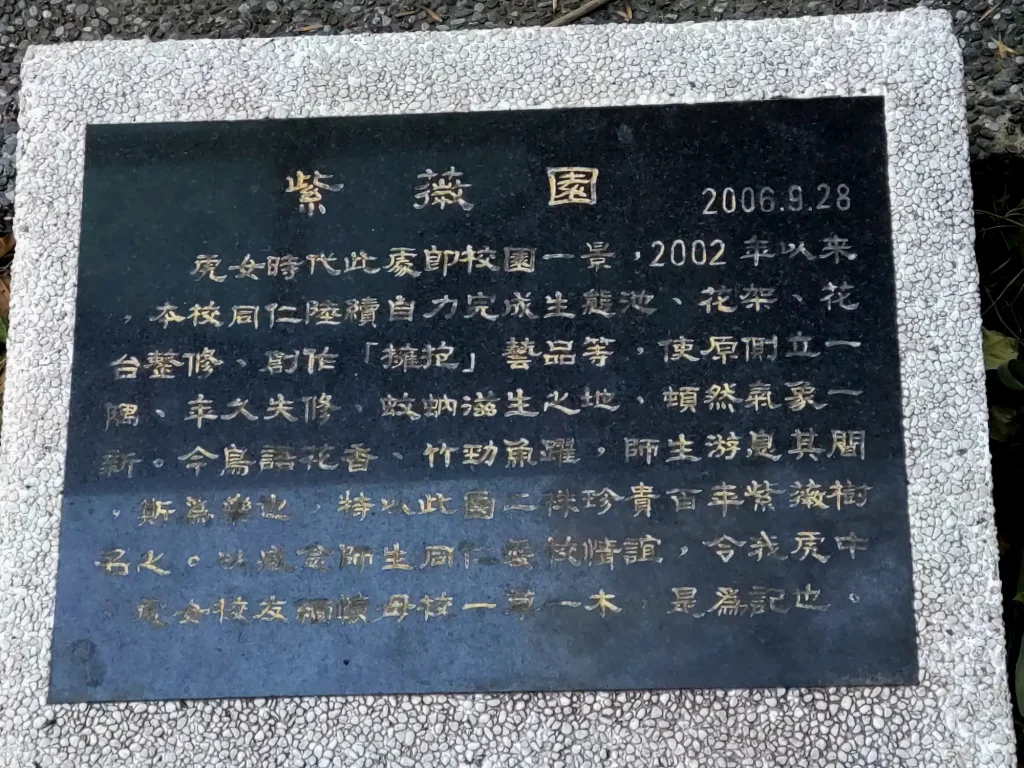 紫薇園
2006.9.28
虎女時代此處即校園一景，2002年以來
，本校同仁陸續自力完成生態池、花架、花
台整修、創作「擁抱」藝品等，使原側立一
隅、年久失修、蚊蚋滋生之地、頓然氣象一
新。今鳥語花香、竹勁魚躍，師生游息其間
，斯為樂也，特以此園二株珍貴百年紫薇樹
名之。以感念師生同仁愛校情誼，令我虎中
虎女校友緬懷母校一草一木，是為記也。